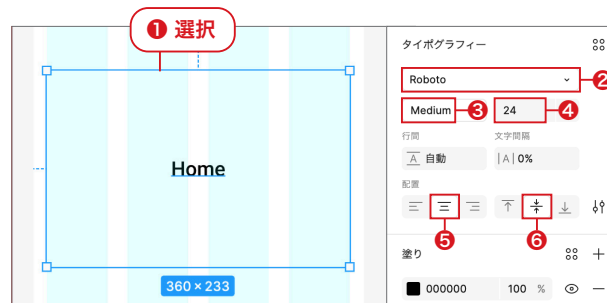 ❶ 選択
Home
360 × 233
タイポグラフィー
Roboto
❷
Medium
❸
24
❹
行間
文字間隔
A 自動
|A| 0%
配置
❺
❻
塗り
000000
100 %